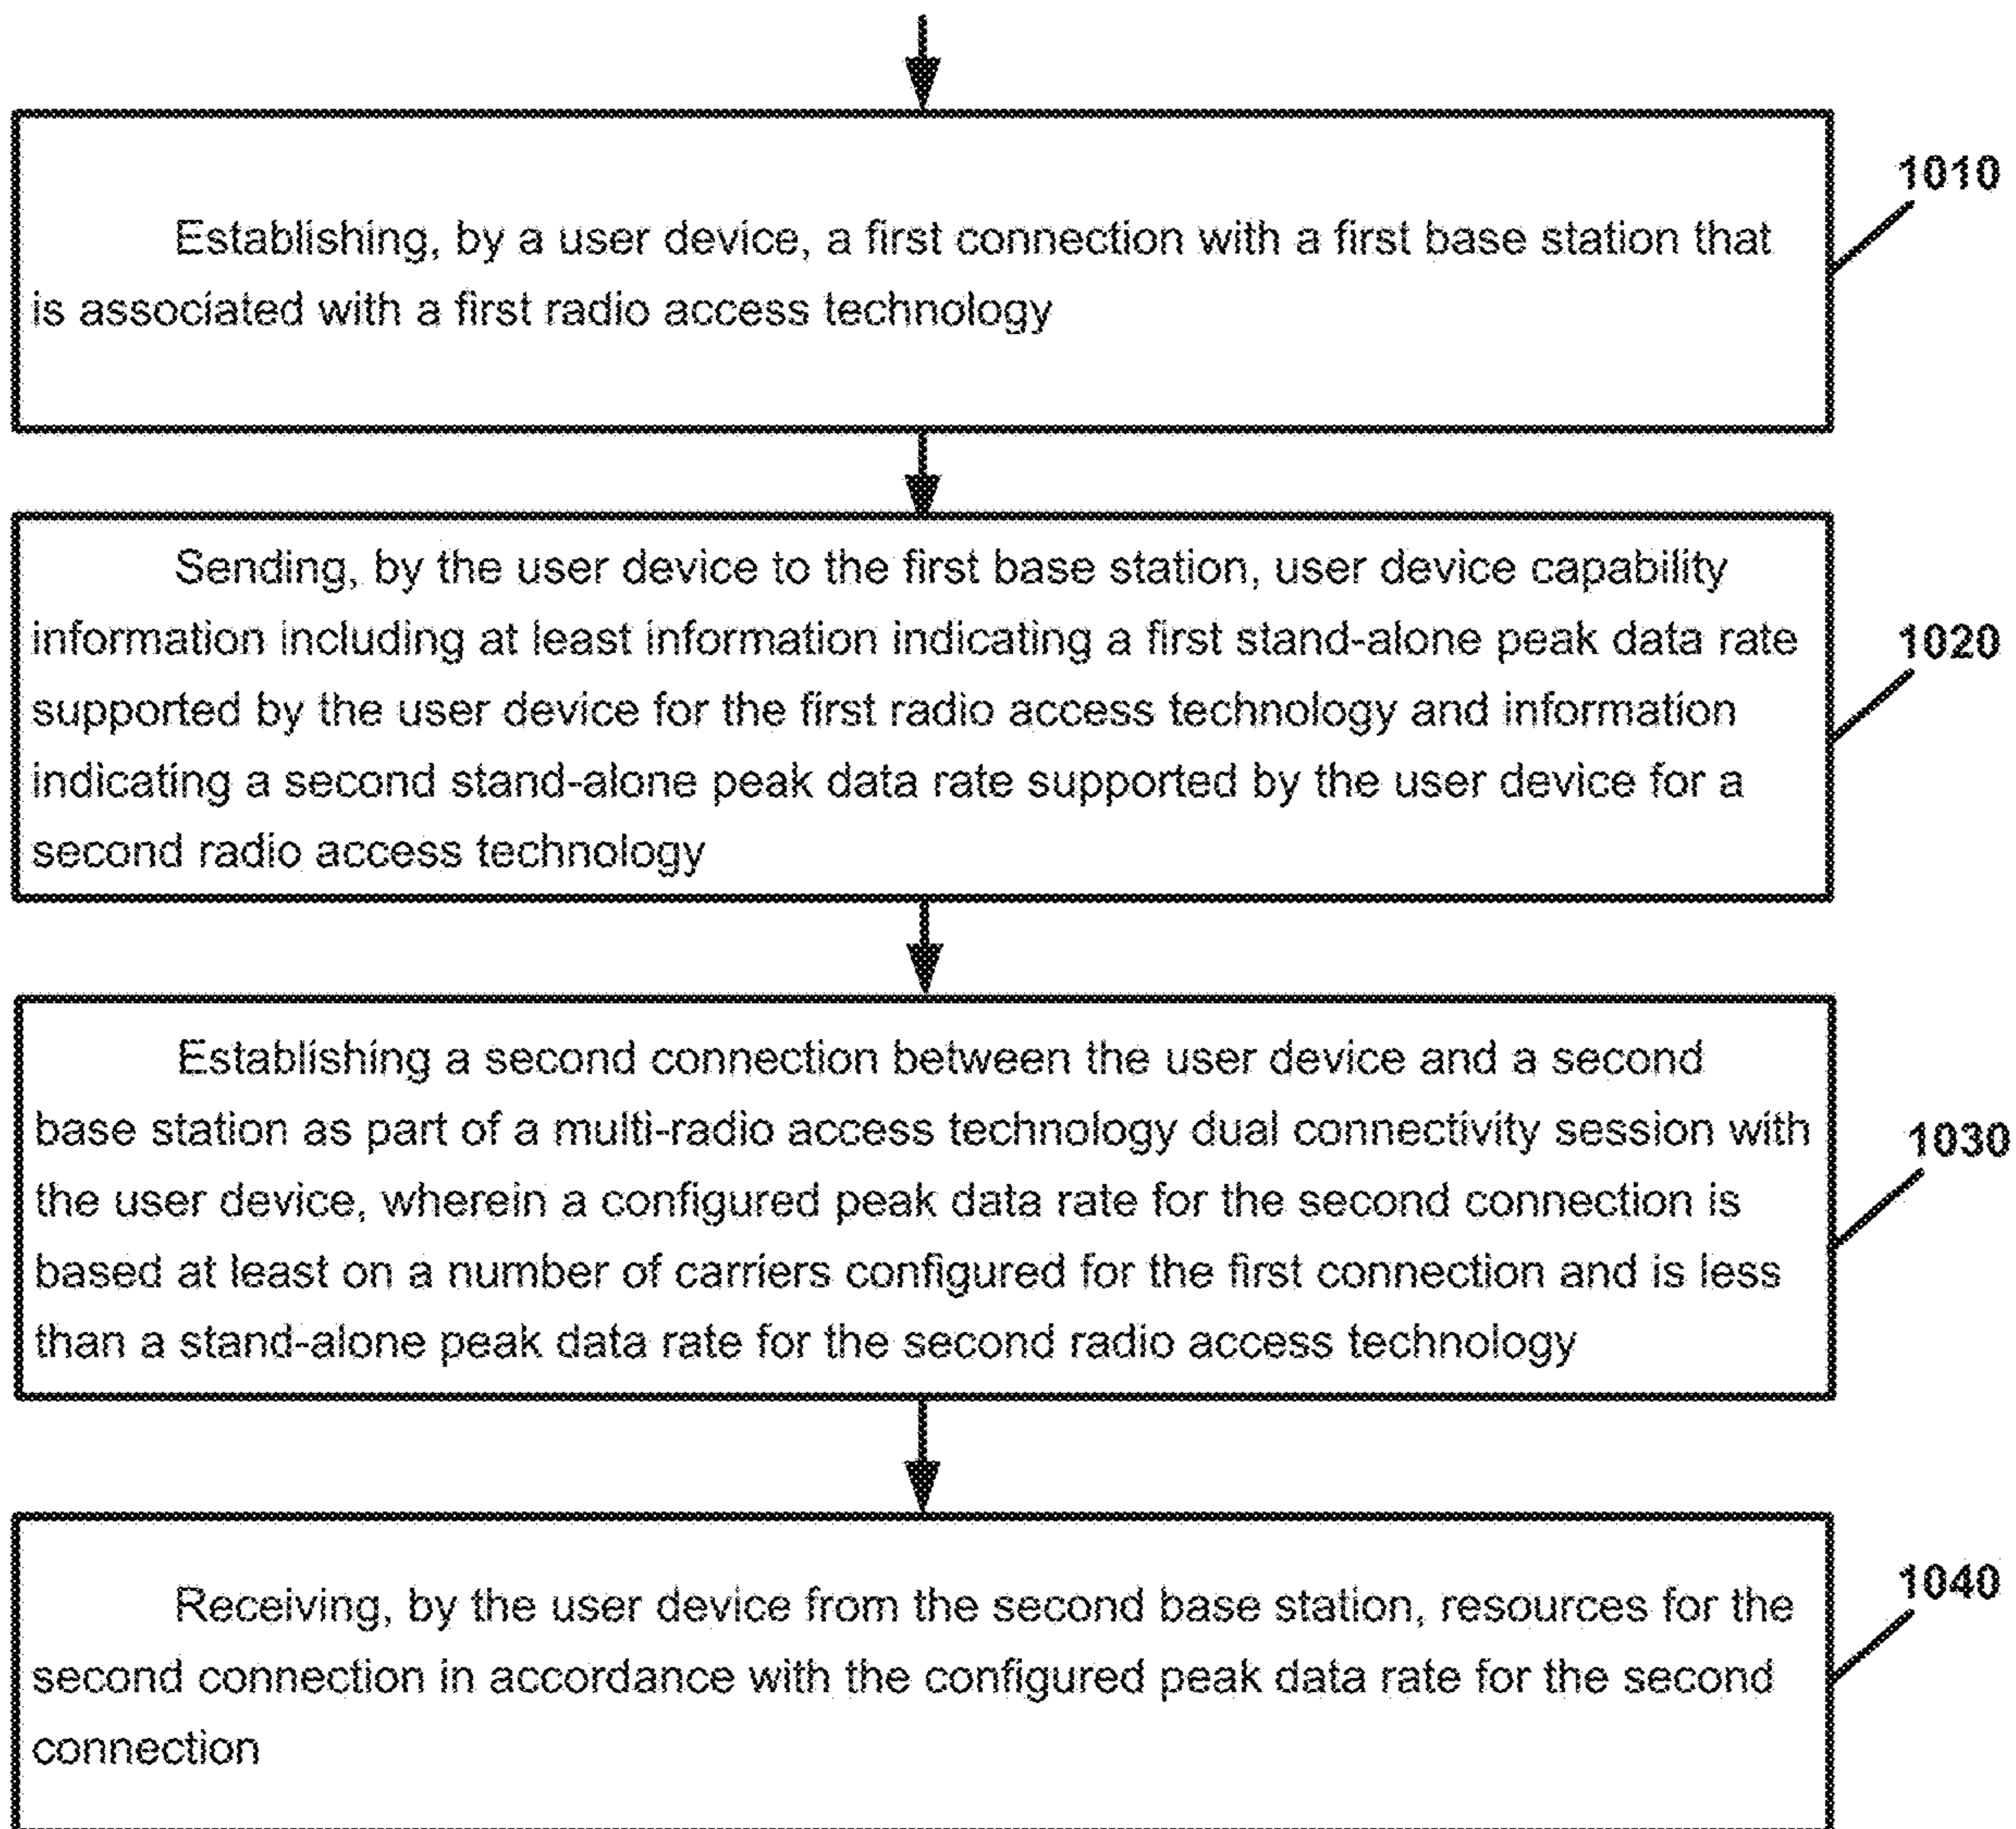 Establishing, by a user device, a first connection with a first base station that
is associated with a first radio access technology
1010
Sending, by the user device to the first base station, user device capability
information including at least information indicating a first stand-alone peak data rate
supported by the user device for the first radio access technology and information
indicating a second stand-alone peak data rate supported by the user device for a
second radio access technology
1020
Establishing a second connection between the user device and a second
base station as part of a multi-radio access technology dual connectivity session with
the user device, wherein a configured peak data rate for the second connection is
based at least on a number of carriers configured for the first connection and is less
than a stand-alone peak data rate for the second radio access technology
1030
Receiving, by the user device from the second base station, resources for the
second connection in accordance with the configured peak data rate for the second
connection
1040